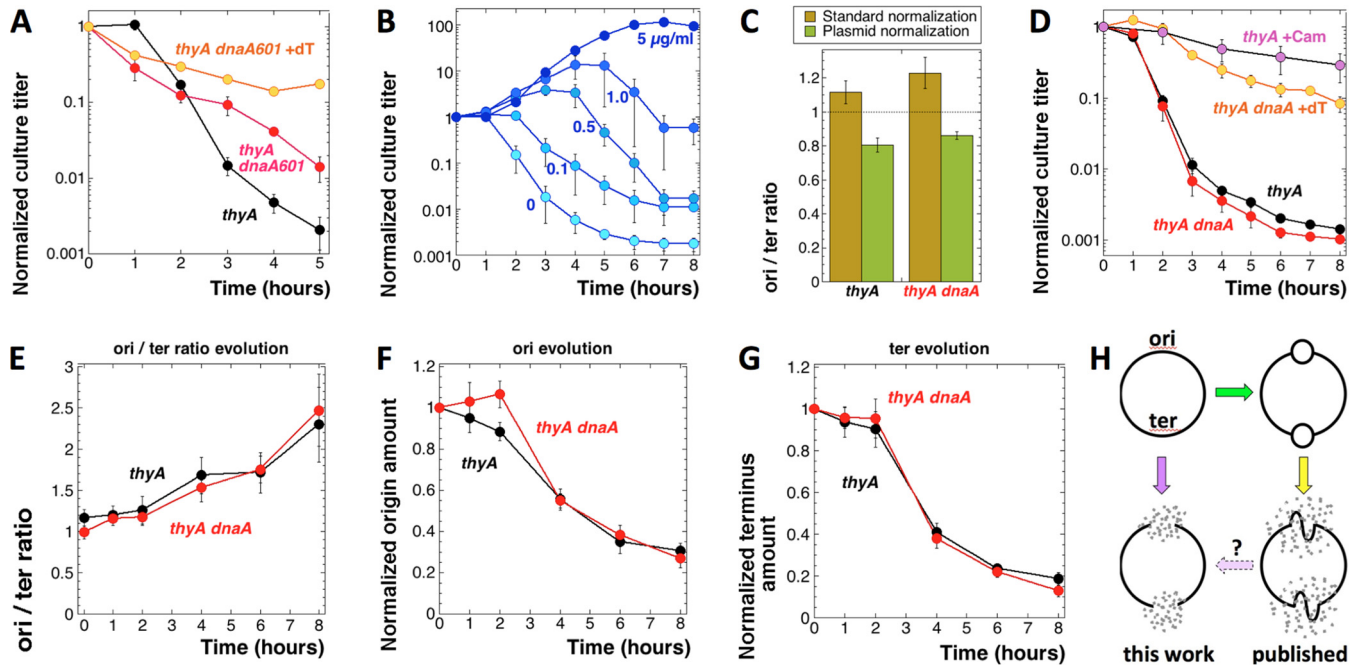 A
Normalized culture titer
1
0.1
0.01
0.001
thyA dnaA601 +dT
thyA
dnaA601
thyA
0 1 2 3 4 5
Time (hours)
B
Normalized culture titer
100
10
1
0.1
0.01
0.001
5 µg/ml
1.0
0.5
0.1
0
0 1 2 3 4 5 6 7 8
Time (hours)
C
Standard normalization
Plasmid normalization
ori / ter ratio
1.2
1
0.8
0.6
0.4
0.2
0
thyA
thyA dnaA
D
Normalized culture titer
1
0.1
0.01
0.001
thyA +Cam
thyA dnaA +dT
thyA
thyA dnaA
0 1 2 3 4 5 6 7 8
Time (hours)
E
ori / ter ratio evolution
ori / ter ratio
3
2.5
2
1.5
1
0.5
0
thyA
thyA dnaA
0 1 2 3 4 5 6 7 8
Time (hours)
F
ori evolution
Normalized origin amount
1.2
1
0.8
0.6
0.4
0.2
0
thyA dnaA
thyA
0 1 2 3 4 5 6 7 8
Time (hours)
G
ter evolution
Normalized terminus
amount
1.2
1
0.8
0.6
0.4
0.2
0
thyA dnaA
thyA
0 1 2 3 4 5 6 7 8
Time (hours)
H
ori
ter
?
this work
published